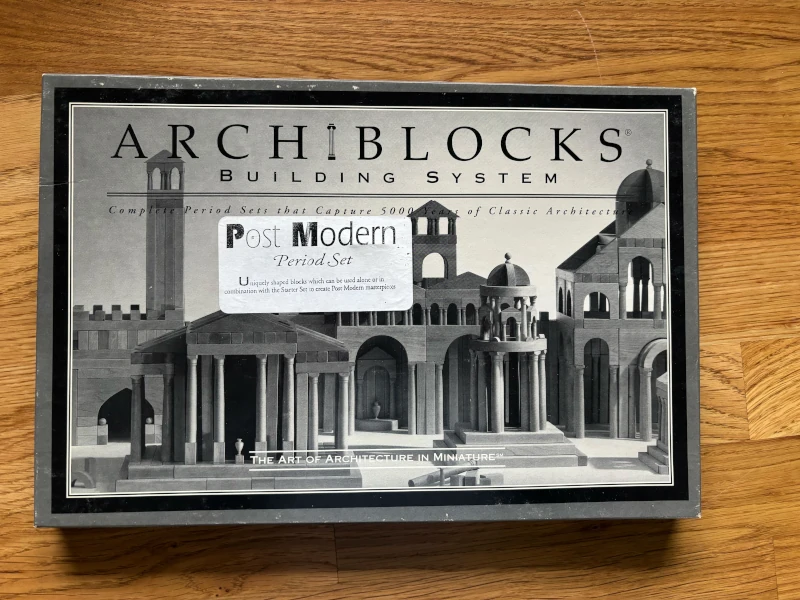 ARCHIBLOCKS®
BUILDING SYSTEM
Complete Period Sets that Capture 5000 Years of Classic Architecture
Post Modern
Period Set
Uniquely shaped blocks which can be used alone or in
combination with the Starter Set to create Post Modern masterpieces
THE ART OF ARCHITECTURE IN MINIATURE℠